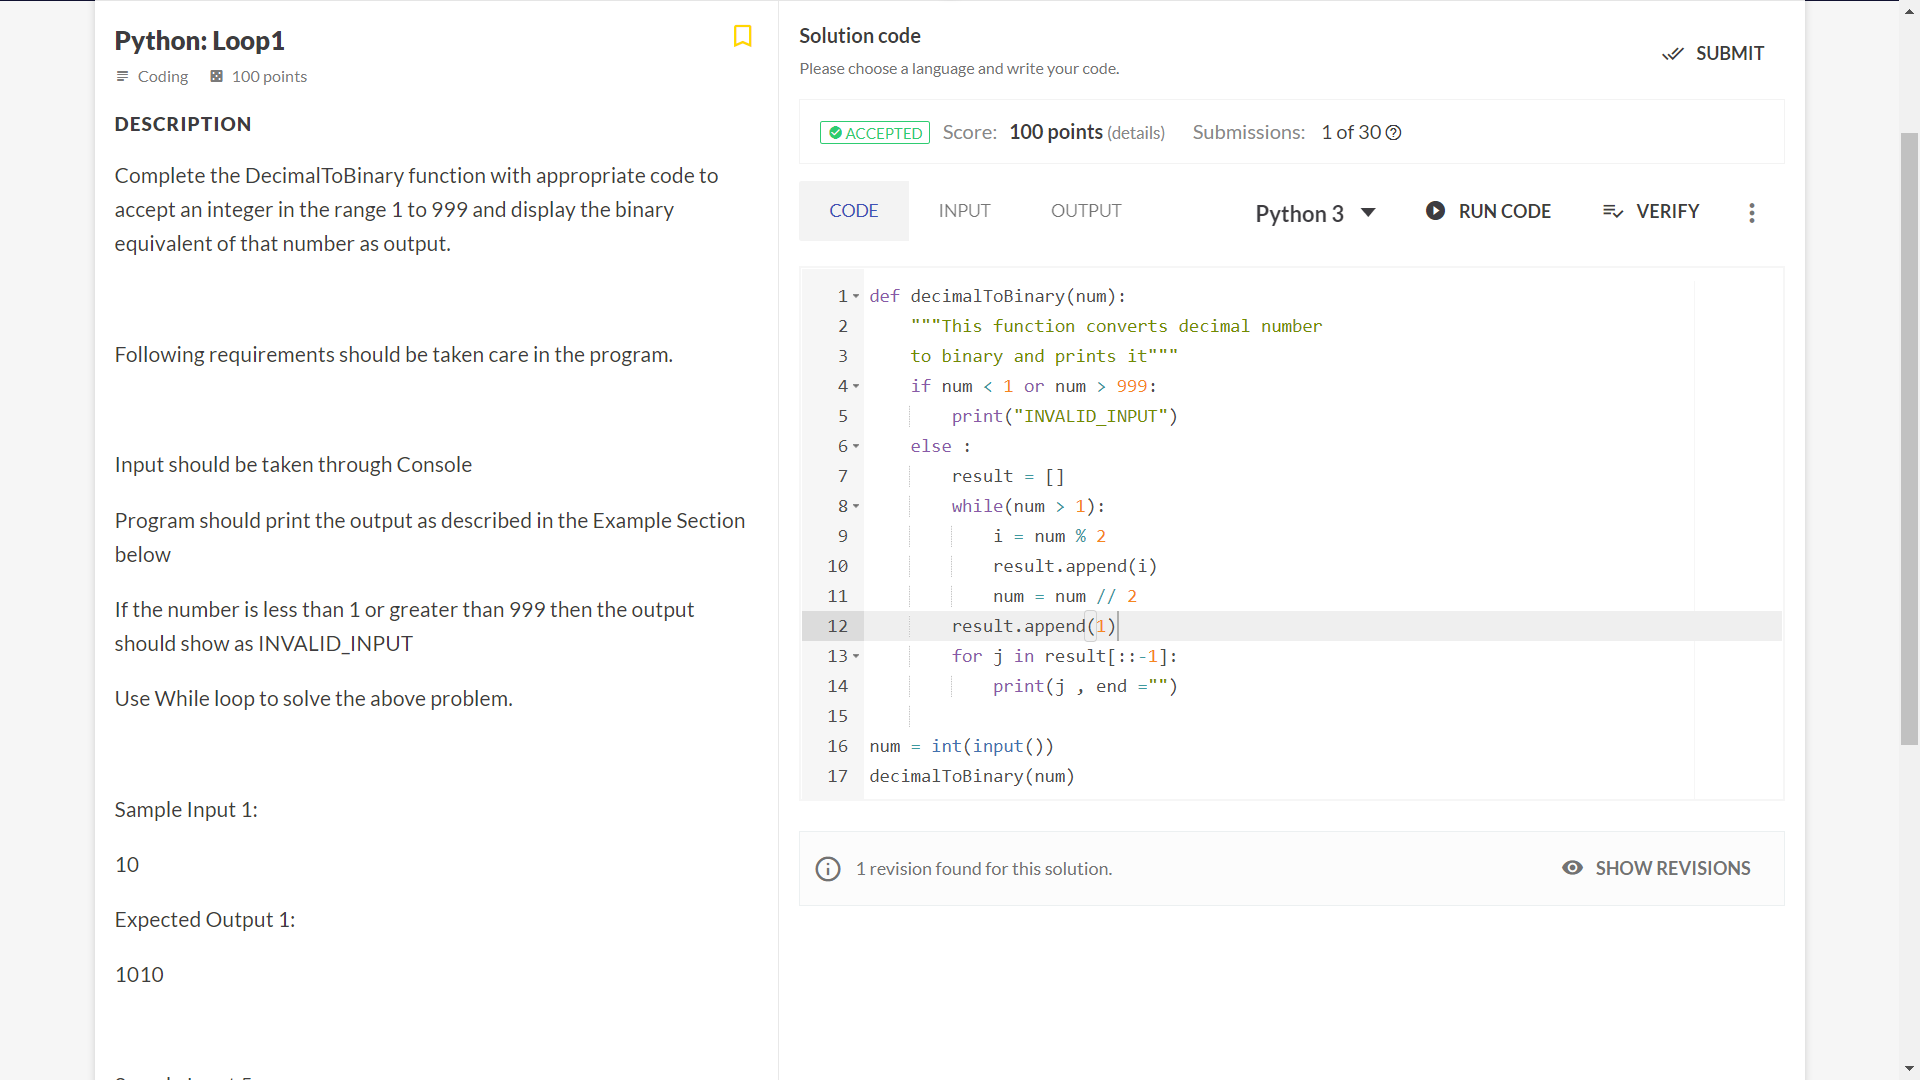 Python: Loop1
Coding 100 points
DESCRIPTION
Complete the DecimalToBinary function with appropriate code to
accept an integer in the range 1 to 999 and display the binary
equivalent of that number as output.
Following requirements should be taken care in the program.
Input should be taken through Console
Program should print the output as described in the Example Section
below
If the number is less than 1 or greater than 999 then the output
should show as INVALID_INPUT
Use While loop to solve the above problem.
Sample Input 1:
10
Expected Output 1:
1010
Solution code
Please choose a language and write your code.
SUBMIT
ACCEPTED Score: 100 points (details) Submissions: 1 of 30
CODE INPUT OUTPUT Python 3 RUN CODE VERIFY
1 def decimalToBinary(num):
2     """This function converts decimal number
3     to binary and prints it"""
4     if num < 1 or num > 999:
5         print("INVALID_INPUT")
6     else :
7         result = []
8         while(num > 1):
9             i = num % 2
10             result.append(i)
11             num = num // 2
12         result.append(1)
13         for j in result[::-1]:
14             print(j , end ="")
15
16 num = int(input())
17 decimalToBinary(num)
1 revision found for this solution. SHOW REVISIONS